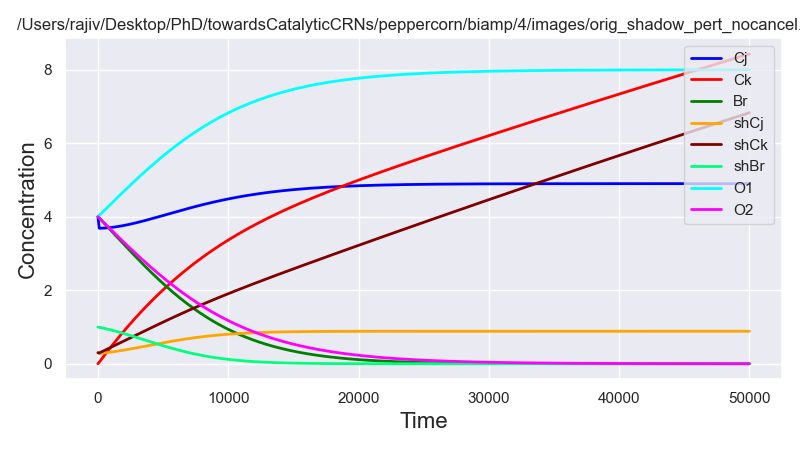 /Users/rajiv/Desktop/PhD/towardsCatalyticCRNs/peppercorn/biamp/4/images/orig_shadow_pert_nocancel.
Cj
Ck
Br
shCj
shCk
shBr
O1
O2
8
6
4
2
0
Concentration
0 10000 20000 30000 40000 50000
Time